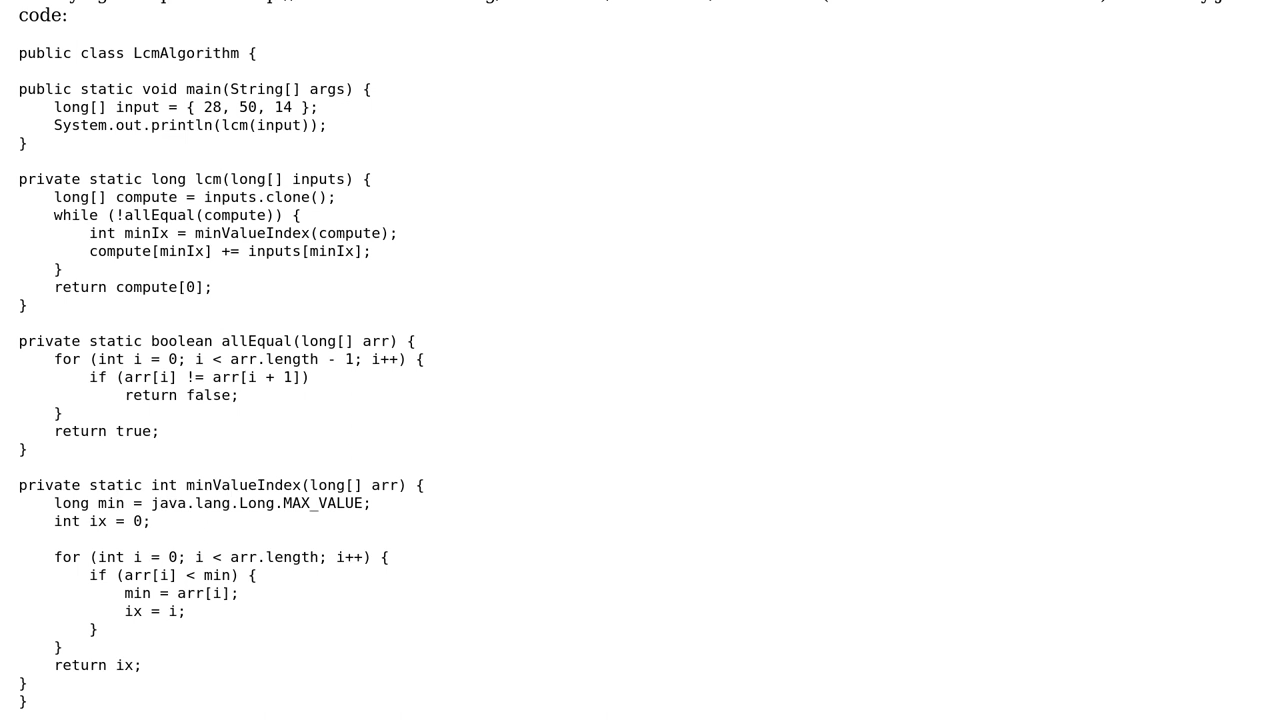 code:
public class LcmAlgorithm {
public static void main(String[] args) {
    long[] input = { 28, 50, 14 };
    System.out.println(lcm(input));
}
private static long lcm(long[] inputs) {
    long[] compute = inputs.clone();
    while (!allEqual(compute)) {
        int minIx = minValueIndex(compute);
        compute[minIx] += inputs[minIx];
    }
    return compute[0];
}
private static boolean allEqual(long[] arr) {
    for (int i = 0; i < arr.length - 1; i++) {
        if (arr[i] != arr[i + 1])
            return false;
    }
    return true;
}
private static int minValueIndex(long[] arr) {
    long min = java.lang.Long.MAX_VALUE;
    int ix = 0;
    for (int i = 0; i < arr.length; i++) {
        if (arr[i] < min) {
            min = arr[i];
            ix = i;
        }
    }
    return ix;
}
}